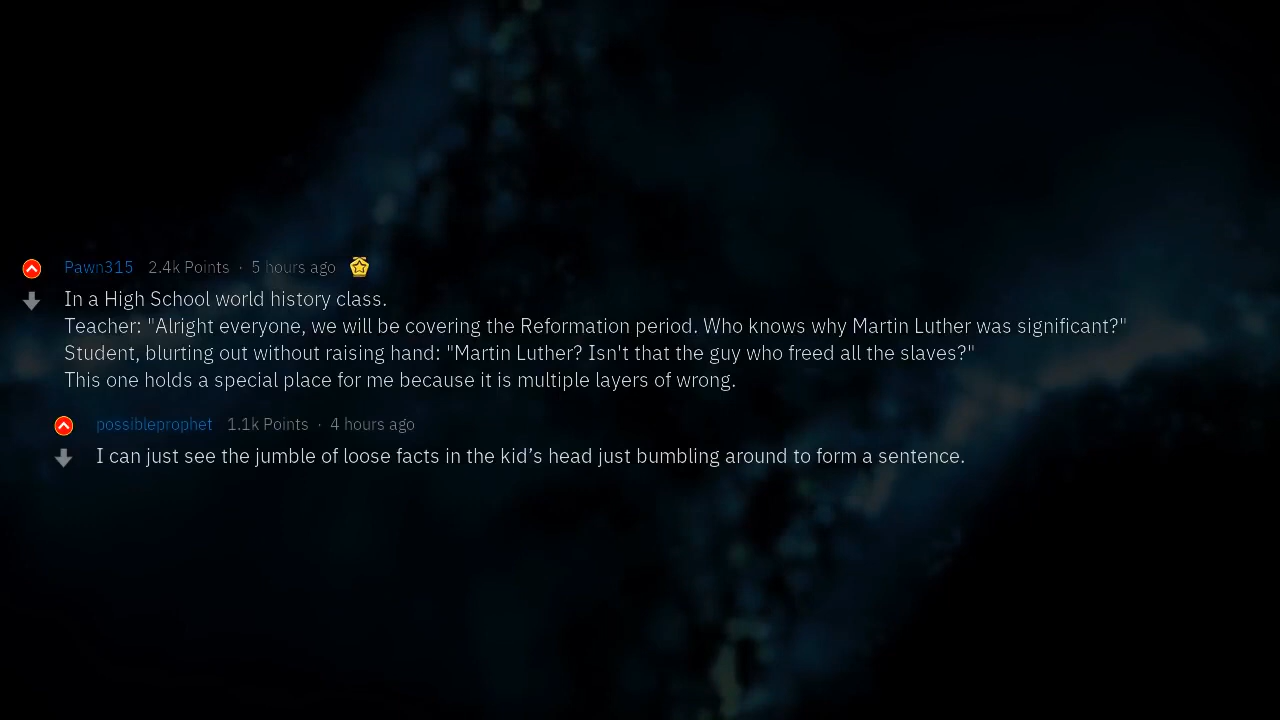 Pawn315 2.4k Points · 5 hours ago
In a High School world history class.
Teacher: "Alright everyone, we will be covering the Reformation period. Who knows why Martin Luther was significant?"
Student, blurting out without raising hand: "Martin Luther? Isn't that the guy who freed all the slaves?"
This one holds a special place for me because it is multiple layers of wrong.
possibleprophet 1.1k Points · 4 hours ago
I can just see the jumble of loose facts in the kid’s head just bumbling around to form a sentence.